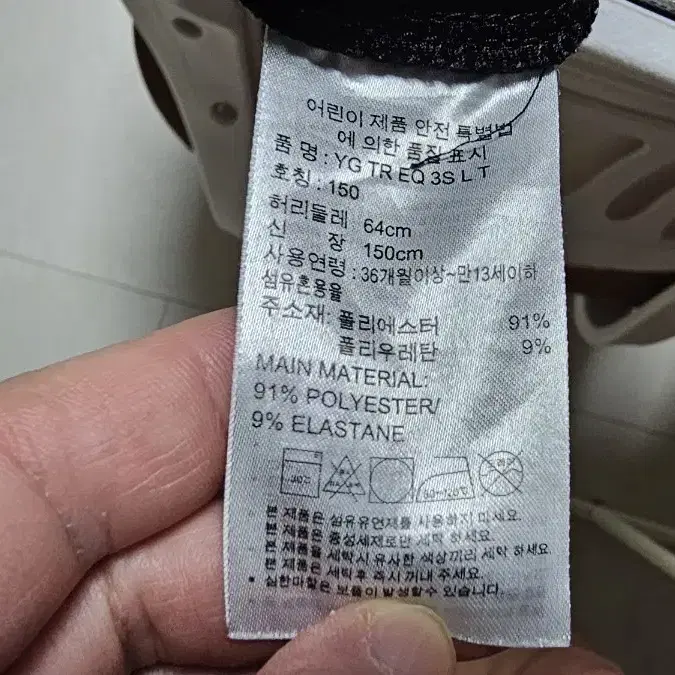 어린이 제품 안전 특별법
에 의한 품질 표시
품 명 : YG TR EQ 3S L T
호칭 : 150
허리둘레 64cm
신 장 150cm
사용연령 : 36개월이상~만13세이하
섬유혼용율
주소재: 폴리에스터 91%
폴리우레탄 9%
MAIN MATERIAL:
91% POLYESTER/
9% ELASTANE
본 제품은 섬유유연제를 사용하지 미세요.
본 제품은 중성세제로만 세탁 하세요.
본 제품을 세탁시 유사한 색상끼리 세탁 하세요.
본 제품은 세탁후 즉시 꺼내 주세요.
* 심한마찰은 보풀이 발생할수 있습니다.